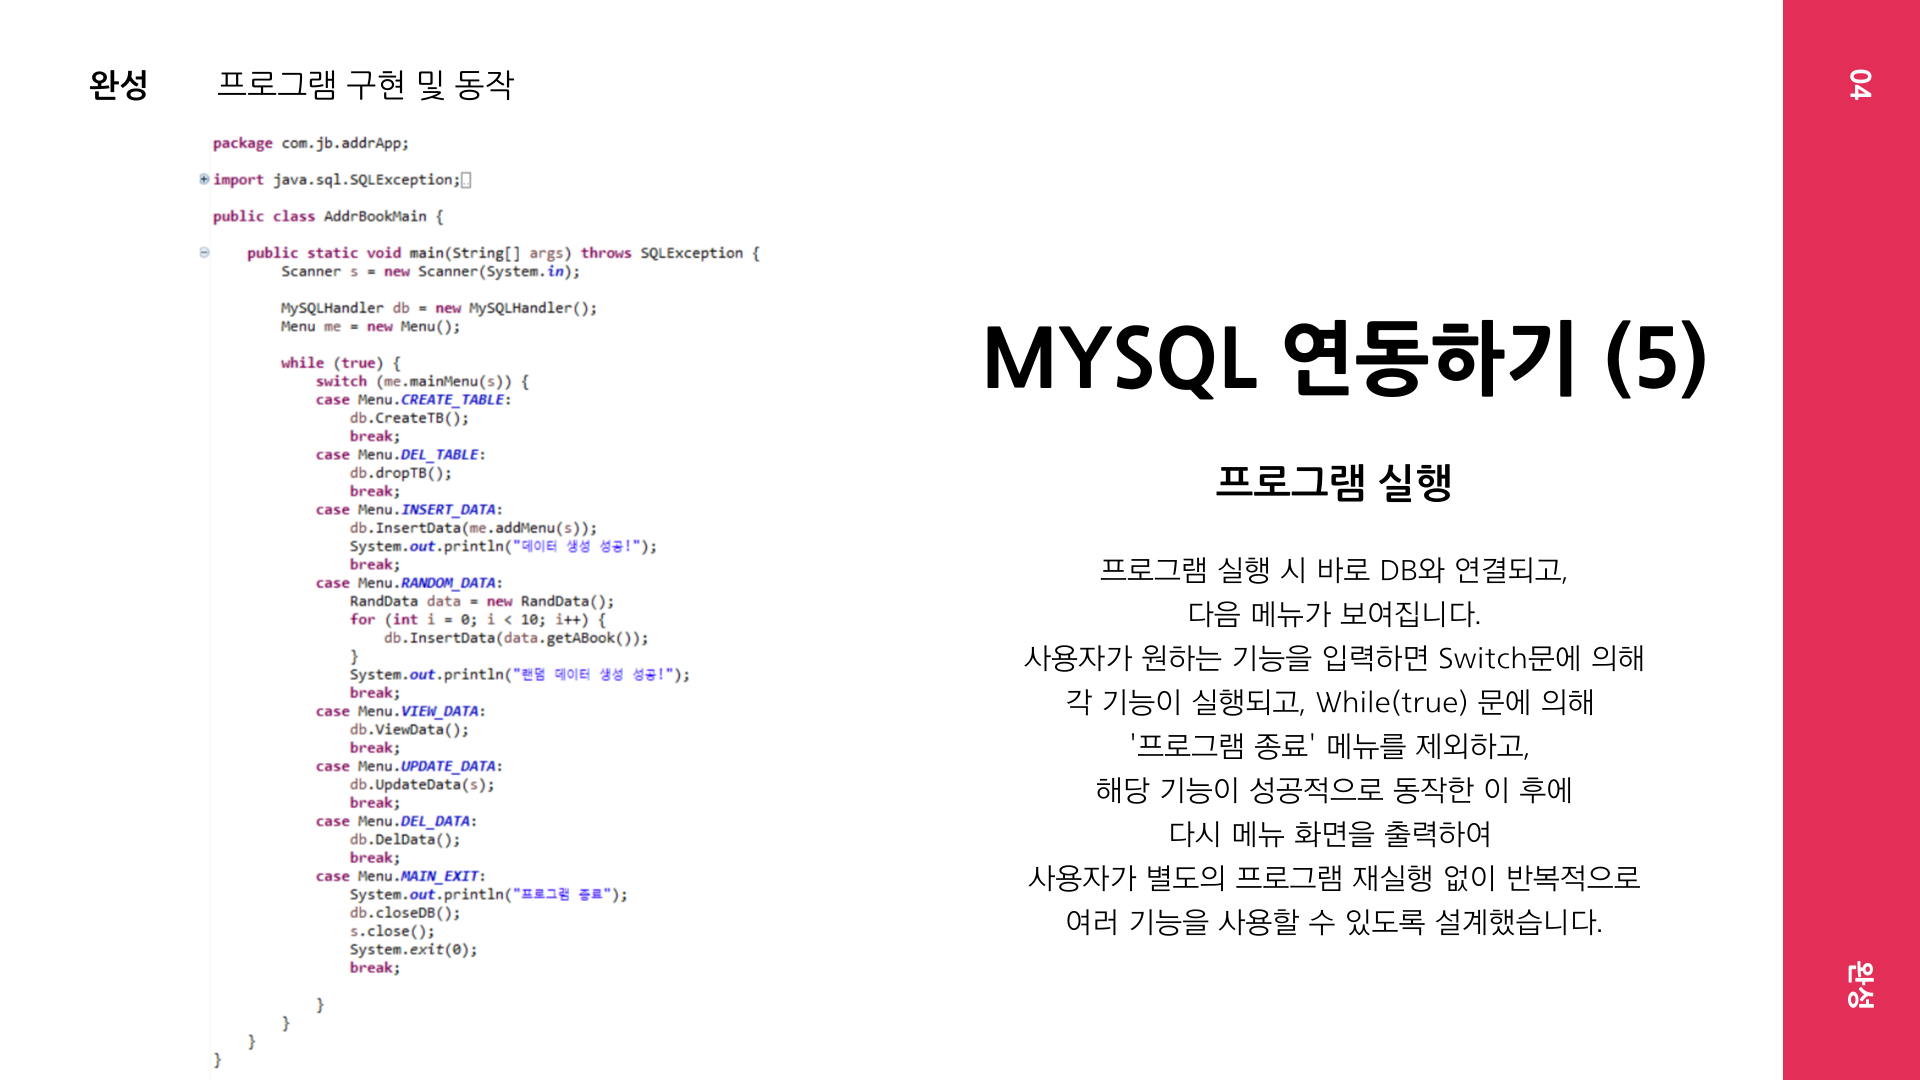 완성
프로그램 구현 및 동작
package com.jb.addrApp;
import java.sql.SQLException;
public class AddrBookMain {
public static void main(String[] args) throws SQLException {
Scanner s = new Scanner(System.in);
MySQLHandler db = new MySQLHandler();
Menu me = new Menu();
while (true) {
switch (me.mainMenu(s)) {
case Menu.CREATE_TABLE:
db.CreateTB();
break;
case Menu.DEL_TABLE:
db.dropTB();
break;
case Menu.INSERT_DATA:
db.InsertData(me.addMenu(s));
System.out.println("데이터 생성 성공!");
break;
case Menu.RANDOM_DATA:
RandData data = new RandData();
for (int i = 0; i < 10; i++) {
db.InsertData(data.getABook());
}
System.out.println("랜덤 데이터 생성 성공!");
break;
case Menu.VIEW_DATA:
db.ViewData();
break;
case Menu.UPDATE_DATA:
db.UpdateData(s);
break;
case Menu.DEL_DATA:
db.DelData();
break;
case Menu.MAIN_EXIT:
System.out.println("프로그램 종료");
db.closeDB();
s.close();
System.exit(0);
break;
}
}
}
}
MYSQL 연동하기 (5)
프로그램 실행
프로그램 실행 시 바로 DB와 연결되고,
다음 메뉴가 보여집니다.
사용자가 원하는 기능을 입력하면 Switch문에 의해
각 기능이 실행되고, While(true) 문에 의해
'프로그램 종료' 메뉴를 제외하고,
해당 기능이 성공적으로 동작한 이 후에
다시 메뉴 화면을 출력하여
사용자가 별도의 프로그램 재실행 없이 반복적으로
여러 기능을 사용할 수 있도록 설계했습니다.
04
완성